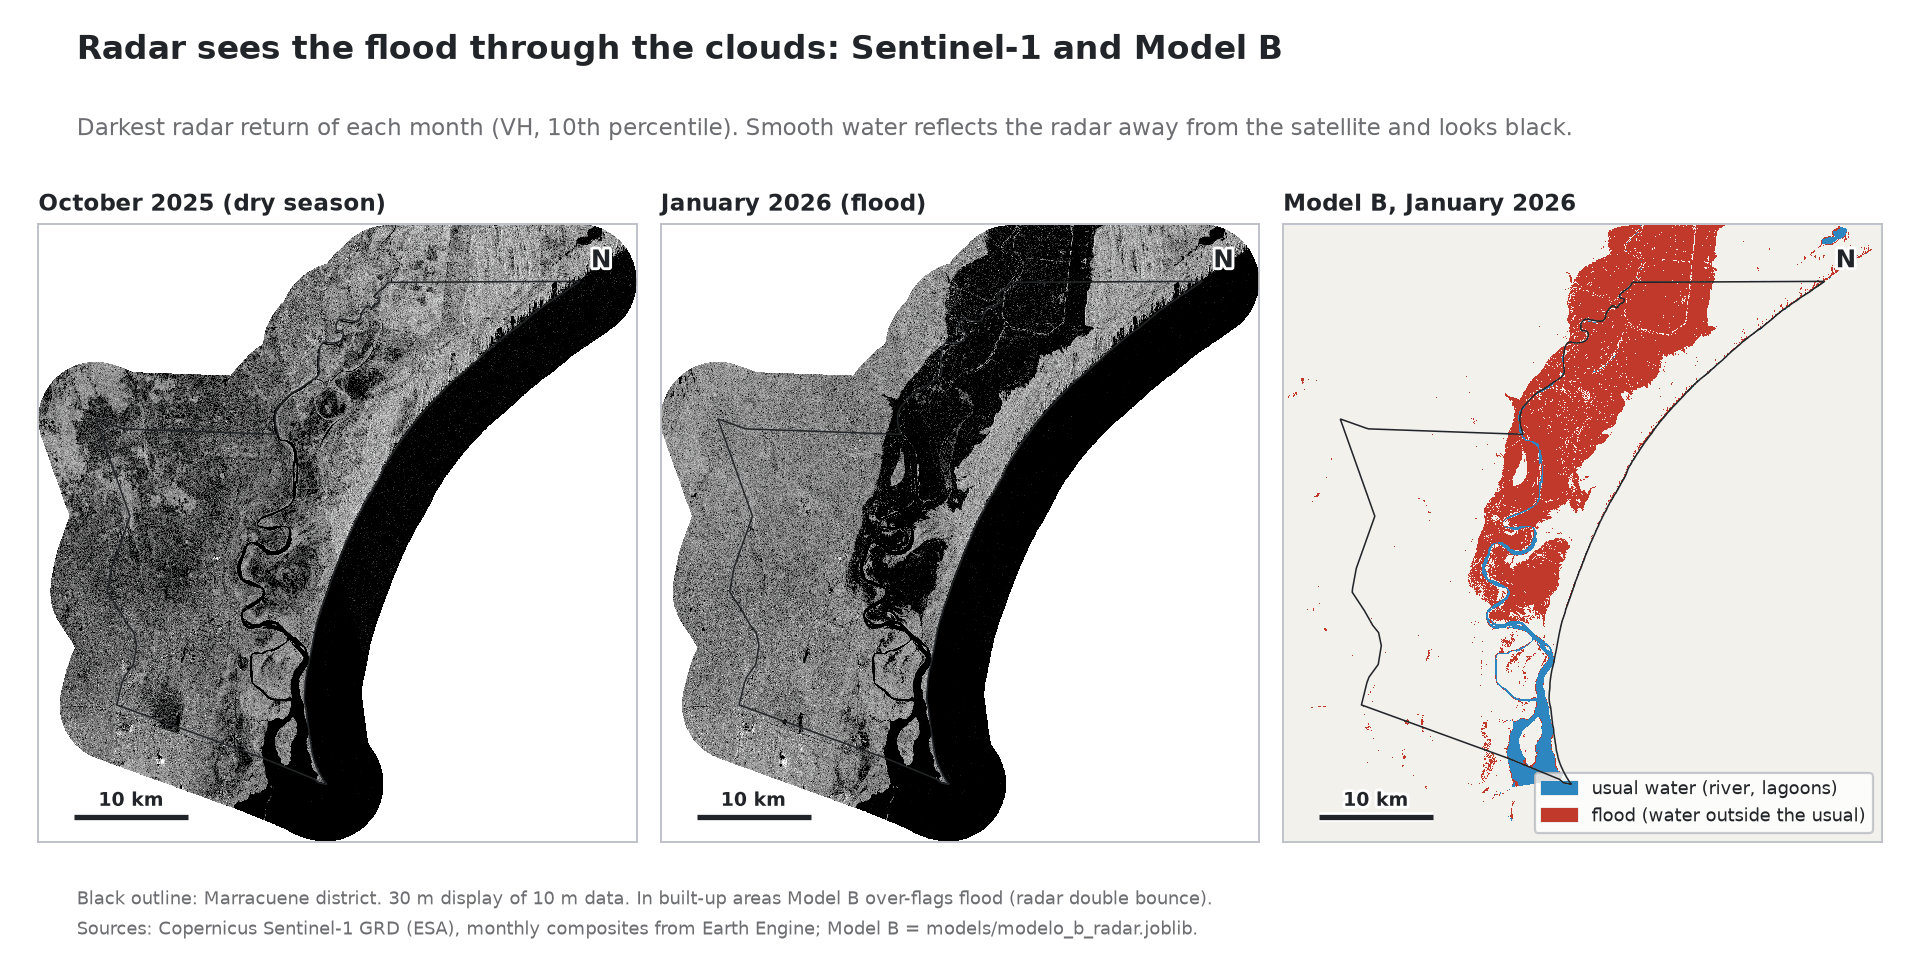 Radar sees the flood through the clouds: Sentinel-1 and Model B
Darkest radar return of each month (VH, 10th percentile). Smooth water reflects the radar away from the satellite and looks black.
October 2025 (dry season)
January 2026 (flood)
Model B, January 2026
N
N
N
10 km
10 km
10 km
usual water (river, lagoons)
flood (water outside the usual)
Black outline: Marracuene district. 30 m display of 10 m data. In built-up areas Model B over-flags flood (radar double bounce).
Sources: Copernicus Sentinel-1 GRD (ESA), monthly composites from Earth Engine; Model B = models/modelo_b_radar.joblib.